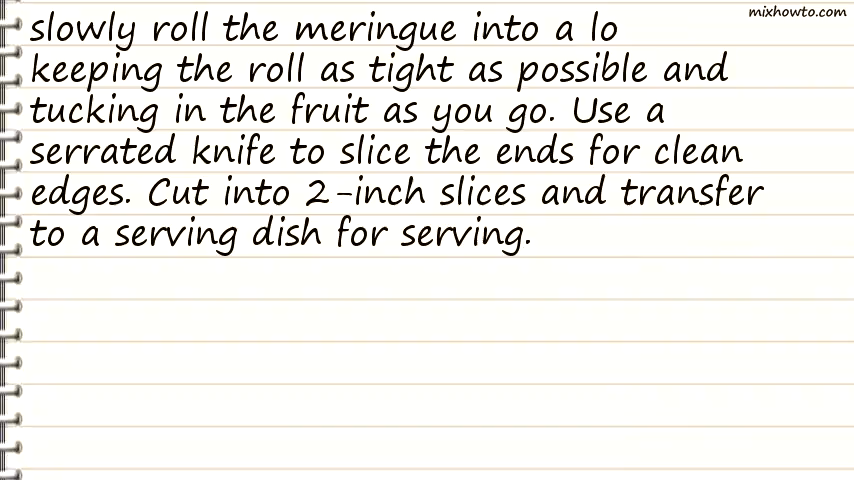 mixhowto.com
slowly roll the meringue into a lo
keeping the roll as tight as possible and
tucking in the fruit as you go. Use a
serrated knife to slice the ends for clean
edges. Cut into 2-inch slices and transfer
to a serving dish for serving.